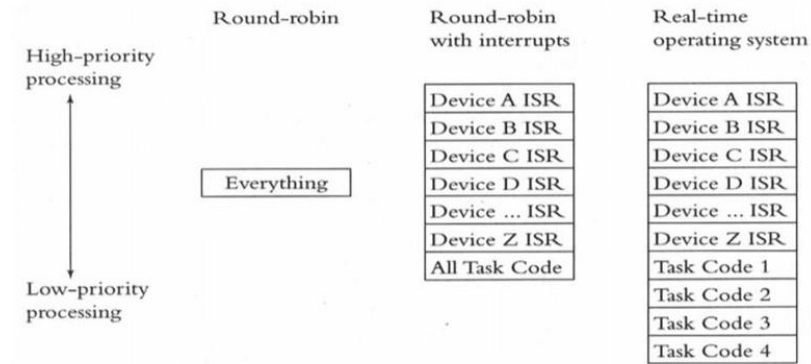 Round-robin
Round-robin
with interrupts
Real-time
operating system
High-priority
processing
Low-priority
processing
Everything
Device A ISR
Device B ISR
Device C ISR
Device D ISR
Device ... ISR
Device Z ISR
All Task Code
Device A ISR
Device B ISR
Device C ISR
Device D ISR
Device ... ISR
Device Z ISR
Task Code 1
Task Code 2
Task Code 3
Task Code 4